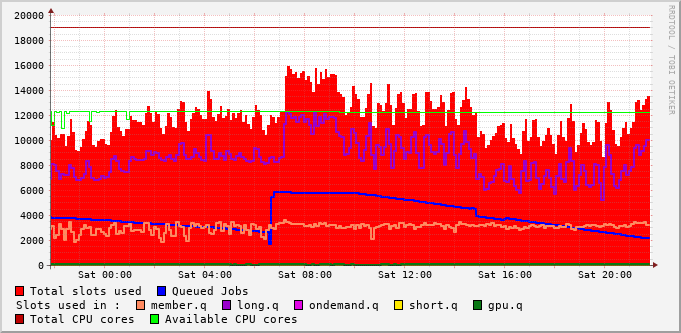 20000
18000
16000
14000
12000
10000
8000
6000
4000
2000
0
Sat 00:00 Sat 04:00 Sat 08:00 Sat 12:00 Sat 16:00 Sat 20:00
Total slots used Queued Jobs
Slots used in : member.q long.q ondemand.q short.q gpu.q
Total CPU cores Available CPU cores
RRDTOOL / TOBI OETIKER